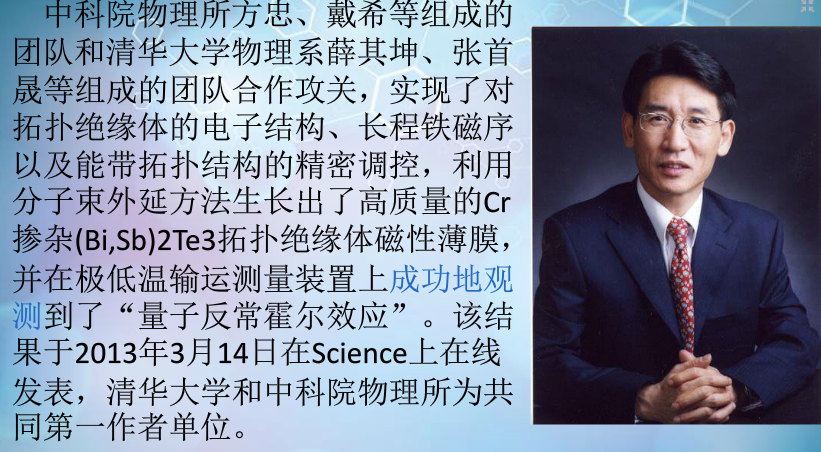 中科院物理所方忠、戴希等组成的
团队和清华大学物理系薛其坤、张首
晟等组成的团队合作攻关，实现了对
拓扑绝缘体的电子结构、长程铁磁序
以及能带拓扑结构的精密调控，利用
分子束外延方法生长出了高质量的Cr
掺杂(Bi,Sb)2Te3拓扑绝缘体磁性薄膜，
并在极低温输运测量装置上成功地观
测到了“量子反常霍尔效应”。该结
果于2013年3月14日在Science上在线
发表，清华大学和中科院物理所为共
同第一作者单位。